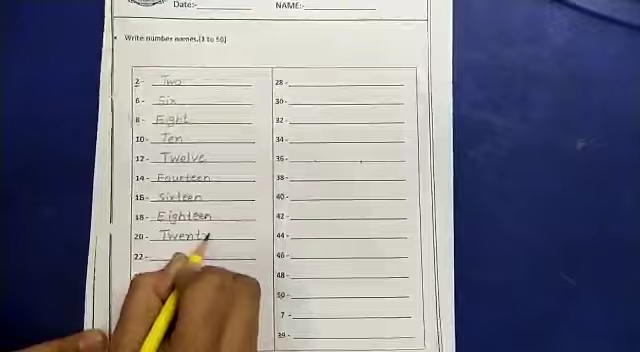 Date:-
NAME:-
Write number names.(1 to 50)
2 - Two
6 - Six
8 - Eight
10 - Ten
12 - Twelve
14 - Fourteen
16 - Sixteen
18 - Eighteen
20 - Twenty
22 -
28 -
30 -
32 -
34 -
36 -
38 -
40 -
42 -
44 -
46 -
48 -
50 -
7 -
39 -